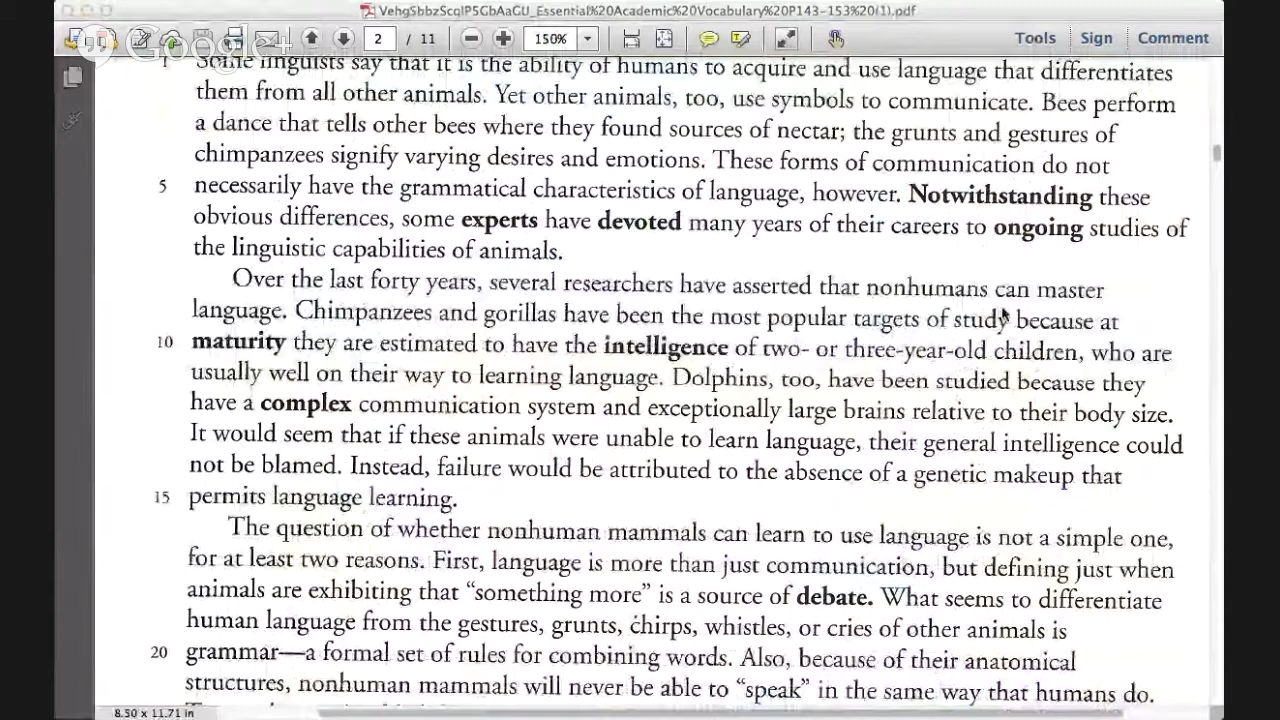 VehgSbbzScqIP5GbAaGU_Essential%20Academic%20Vocabulary%20P143-153%20(1).pdf
Google+
2 / 11 150% Tools Sign Comment
1 Some linguists say that it is the ability of humans to acquire and use language that differentiates
them from all other animals. Yet other animals, too, use symbols to communicate. Bees perform
a dance that tells other bees where they found sources of nectar; the grunts and gestures of
chimpanzees signify varying desires and emotions. These forms of communication do not
5 necessarily have the grammatical characteristics of language, however. Notwithstanding these
obvious differences, some experts have devoted many years of their careers to ongoing studies of
the linguistic capabilities of animals.
Over the last forty years, several researchers have asserted that nonhumans can master
language. Chimpanzees and gorillas have been the most popular targets of study because at
10 maturity they are estimated to have the intelligence of two- or three-year-old children, who are
usually well on their way to learning language. Dolphins, too, have been studied because they
have a complex communication system and exceptionally large brains relative to their body size.
It would seem that if these animals were unable to learn language, their general intelligence could
not be blamed. Instead, failure would be attributed to the absence of a genetic makeup that
15 permits language learning.
The question of whether nonhuman mammals can learn to use language is not a simple one,
for at least two reasons. First, language is more than just communication, but defining just when
animals are exhibiting that “something more” is a source of debate. What seems to differentiate
human language from the gestures, grunts, chirps, whistles, or cries of other animals is
20 grammar—a formal set of rules for combining words. Also, because of their anatomical
structures, nonhuman mammals will never be able to “speak” in the same way that humans do.
8.50 x 11.71 in